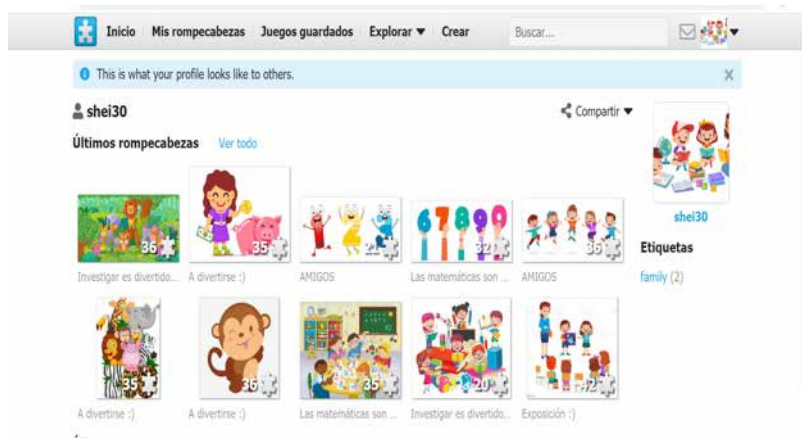 Inicio Mis rompecabezas Juegos guardados Explorar ▼ Crear Buscar...
This is what your profile looks like to others. X
shei30 Compartir ▼
Últimos rompecabezas Ver todo
36 35 32 36
Investigar es divertido... A divertirse :) AMIGOS Las matemáticas son ... AMIGOS
shei30
Etiquetas
family (2)
35 36 35 20 42
A divertirse :) A divertirse :) Las matemáticas son ... Investigar es divertido... Exposición :)